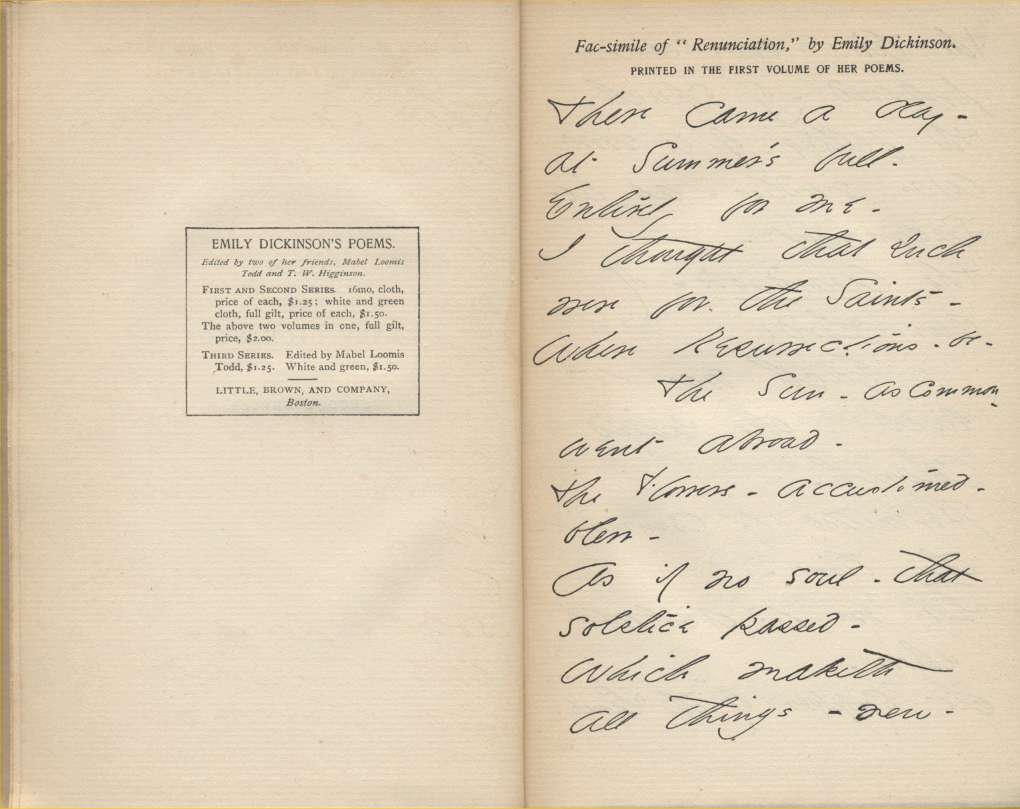 EMILY DICKINSON'S POEMS.
Edited by two of her friends, Mabel Loomis
Todd and T. W. Higginson.
FIRST AND SECOND SERIES. 16mo, cloth,
price of each, $1.25; white and green
cloth, full gilt, price of each, $1.50.
The above two volumes in one, full gilt,
price, $2.00.
THIRD SERIES. Edited by Mabel Loomis
Todd, $1.25. White and green, $1.50.
LITTLE, BROWN, AND COMPANY,
Boston.
Fac-simile of "Renunciation," by Emily Dickinson.
PRINTED IN THE FIRST VOLUME OF HER POEMS.
There came a day -
at Summer's full -
Entirely for me -
I thought that such
were for the Saints -
Where Resurrections - be -
The Sun - as common -
went abroad -
The Flowers - accustomed -
blew -
As if no soul - that
solstice passed -
Which maketh
all things - new -